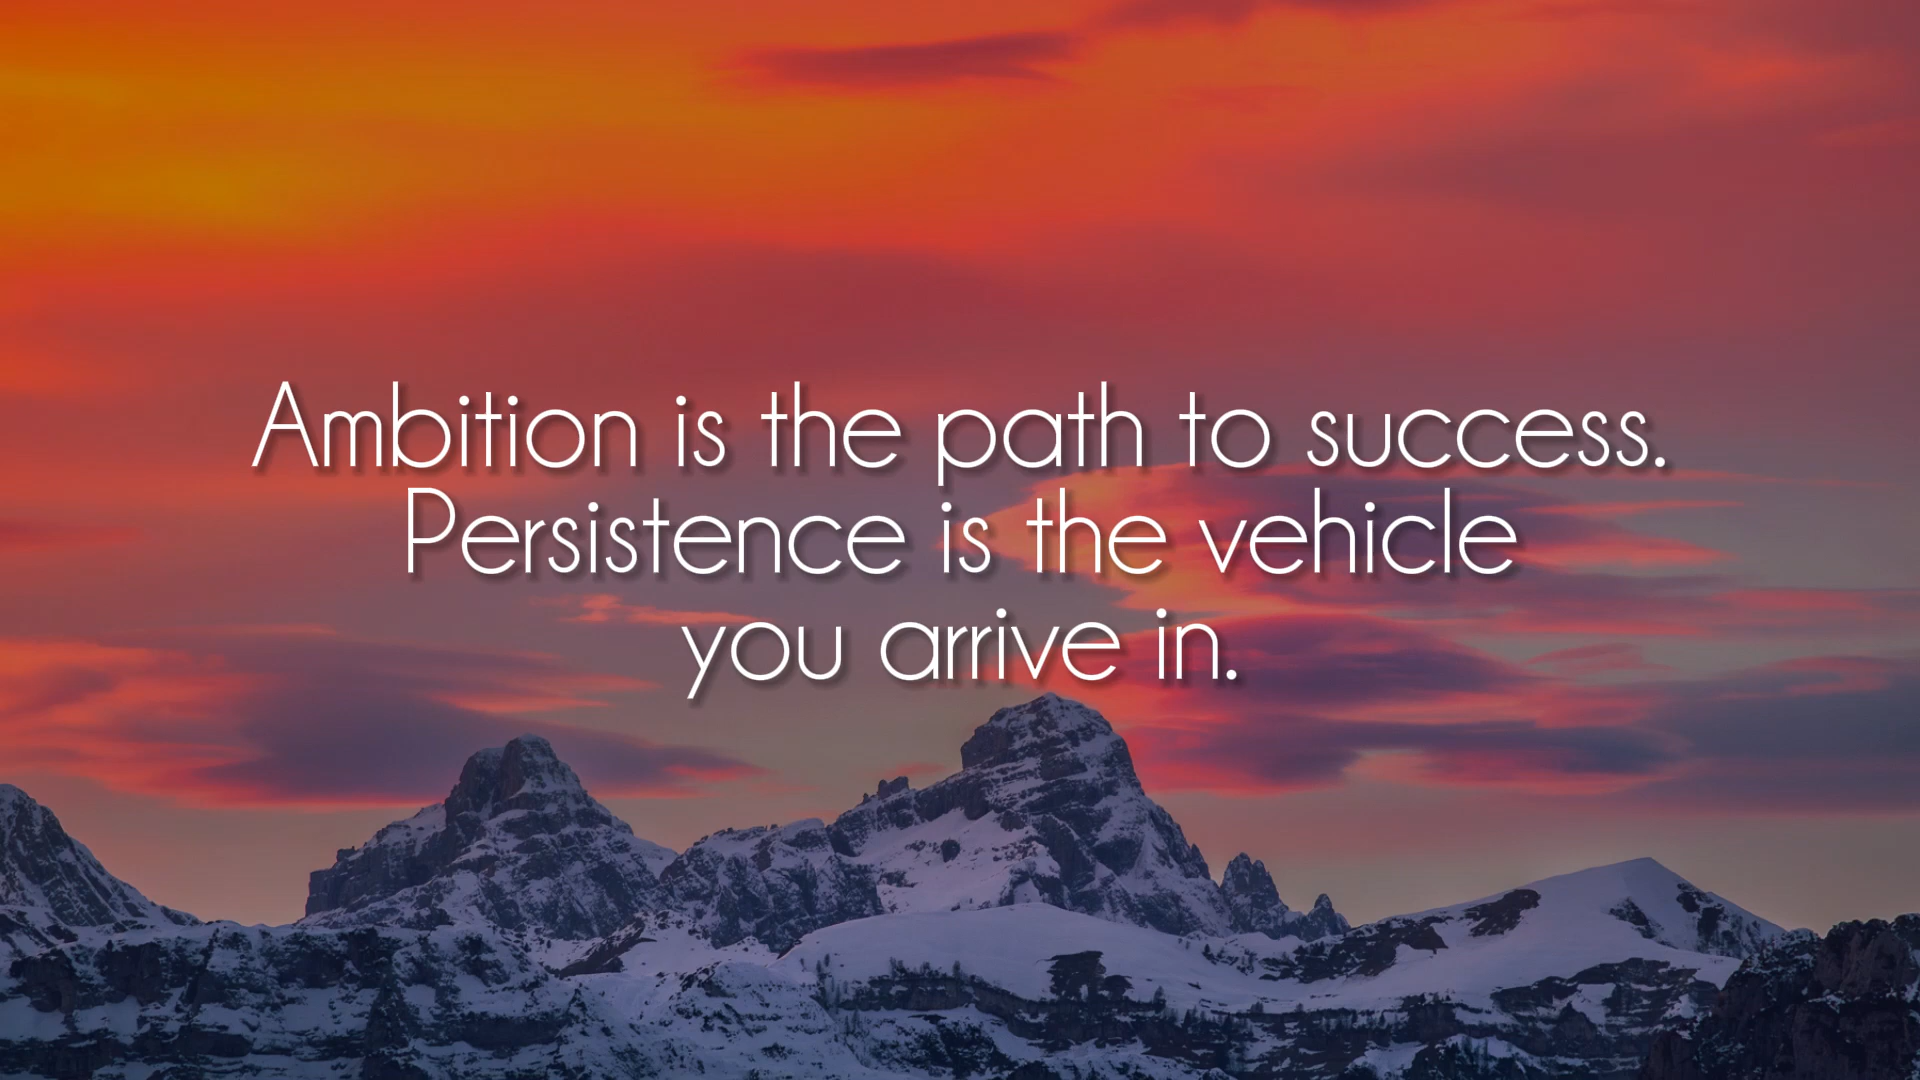 Ambition is the path to success.
Persistence is the vehicle
you arrive in.